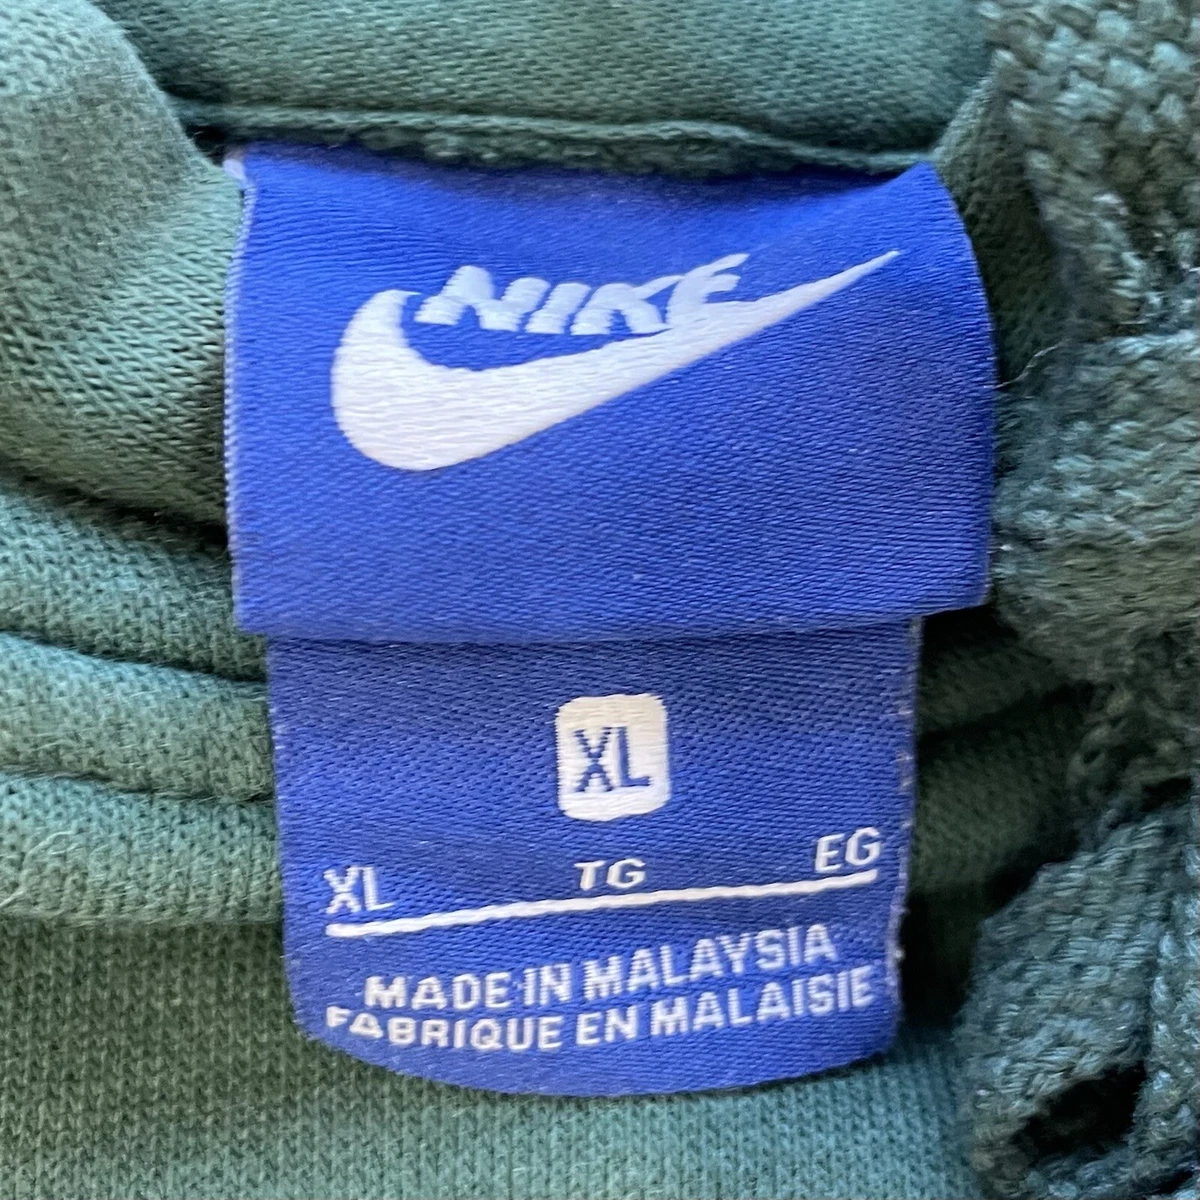 NIKE
XL
XL TG EG
MADE IN MALAYSIA
FABRIQUE EN MALAISIE